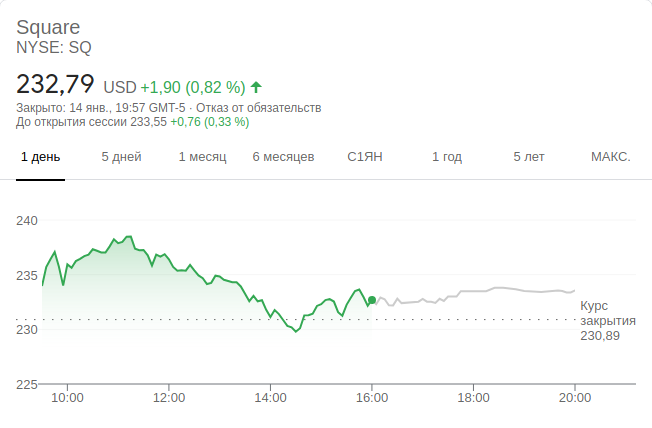 Square
NYSE: SQ
232,79 USD +1,90 (0,82 %)
Закрыто: 14 янв., 19:57 GMT-5 · Отказ от обязательств
До открытия сессии 233,55 +0,76 (0,33 %)
1 день 5 дней 1 месяц 6 месяцев С1ЯН 1 год 5 лет МАКС.
240
235
230
225
Курс
закрытия
230,89
10:00 12:00 14:00 16:00 18:00 20:00